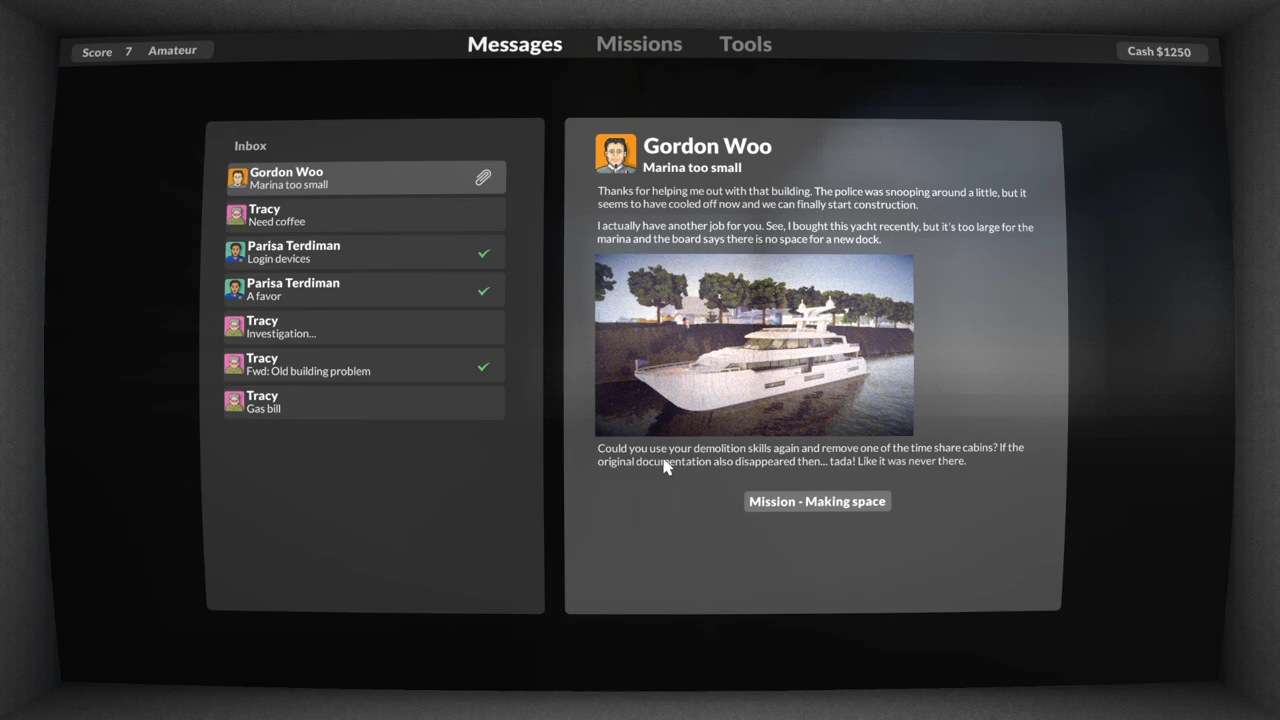 Score 7 Amateur
Messages Missions Tools
Cash $1250
Inbox
Gordon Woo
Marina too small
Tracy
Need coffee
Parisa Terdiman
Login devices
Parisa Terdiman
A favor
Tracy
Investigation...
Tracy
Fwd: Old building problem
Tracy
Gas bill
Gordon Woo
Marina too small
Thanks for helping me out with that building. The police was snooping around a little, but it
seems to have cooled off now and we can finally start construction.
I actually have another job for you. See, I bought this yacht recently, but it's too large for the
marina and the board says there is no space for a new dock.
Could you use your demolition skills again and remove one of the time share cabins? If the
original documentation also disappeared then... tada! Like it was never there.
Mission - Making space